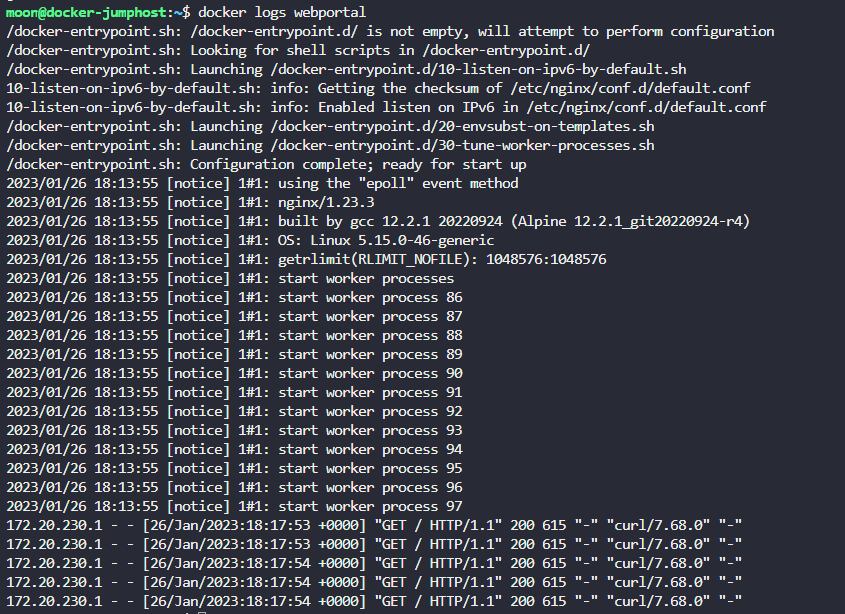 moon@docker-jumphost:~$ docker logs webportal
/docker-entrypoint.sh: /docker-entrypoint.d/ is not empty, will attempt to perform configuration
/docker-entrypoint.sh: Looking for shell scripts in /docker-entrypoint.d/
/docker-entrypoint.sh: Launching /docker-entrypoint.d/10-listen-on-ipv6-by-default.sh
10-listen-on-ipv6-by-default.sh: info: Getting the checksum of /etc/nginx/conf.d/default.conf
10-listen-on-ipv6-by-default.sh: info: Enabled listen on IPv6 in /etc/nginx/conf.d/default.conf
/docker-entrypoint.sh: Launching /docker-entrypoint.d/20-envsubst-on-templates.sh
/docker-entrypoint.sh: Launching /docker-entrypoint.d/30-tune-worker-processes.sh
/docker-entrypoint.sh: Configuration complete; ready for start up
2023/01/26 18:13:55 [notice] 1#1: using the "epoll" event method
2023/01/26 18:13:55 [notice] 1#1: nginx/1.23.3
2023/01/26 18:13:55 [notice] 1#1: built by gcc 12.2.1 20220924 (Alpine 12.2.1_git20220924-r4)
2023/01/26 18:13:55 [notice] 1#1: OS: Linux 5.15.0-46-generic
2023/01/26 18:13:55 [notice] 1#1: getrlimit(RLIMIT_NOFILE): 1048576:1048576
2023/01/26 18:13:55 [notice] 1#1: start worker processes
2023/01/26 18:13:55 [notice] 1#1: start worker process 86
2023/01/26 18:13:55 [notice] 1#1: start worker process 87
2023/01/26 18:13:55 [notice] 1#1: start worker process 88
2023/01/26 18:13:55 [notice] 1#1: start worker process 89
2023/01/26 18:13:55 [notice] 1#1: start worker process 90
2023/01/26 18:13:55 [notice] 1#1: start worker process 91
2023/01/26 18:13:55 [notice] 1#1: start worker process 92
2023/01/26 18:13:55 [notice] 1#1: start worker process 93
2023/01/26 18:13:55 [notice] 1#1: start worker process 94
2023/01/26 18:13:55 [notice] 1#1: start worker process 95
2023/01/26 18:13:55 [notice] 1#1: start worker process 96
2023/01/26 18:13:55 [notice] 1#1: start worker process 97
172.20.230.1 - - [26/Jan/2023:18:17:53 +0000] "GET / HTTP/1.1" 200 615 "-" "curl/7.68.0" "-"
172.20.230.1 - - [26/Jan/2023:18:17:53 +0000] "GET / HTTP/1.1" 200 615 "-" "curl/7.68.0" "-"
172.20.230.1 - - [26/Jan/2023:18:17:54 +0000] "GET / HTTP/1.1" 200 615 "-" "curl/7.68.0" "-"
172.20.230.1 - - [26/Jan/2023:18:17:54 +0000] "GET / HTTP/1.1" 200 615 "-" "curl/7.68.0" "-"
172.20.230.1 - - [26/Jan/2023:18:17:54 +0000] "GET / HTTP/1.1" 200 615 "-" "curl/7.68.0" "-"